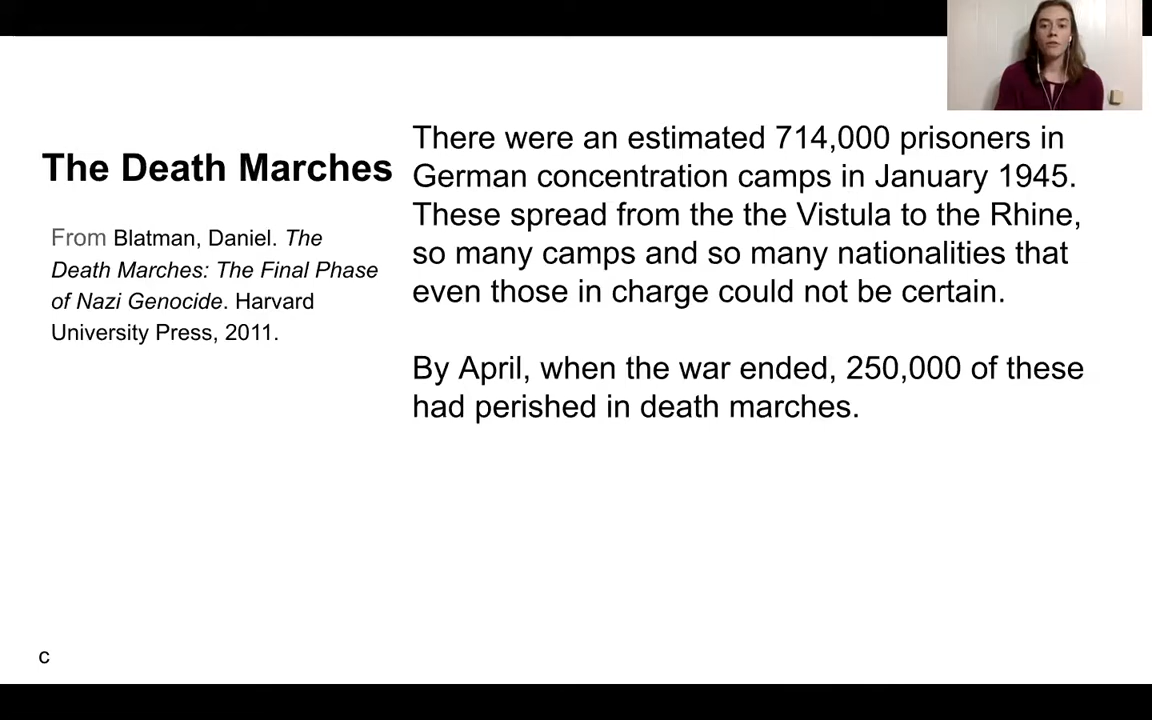 The Death Marches
From Blatman, Daniel. The
Death Marches: The Final Phase
of Nazi Genocide. Harvard
University Press, 2011.
There were an estimated 714,000 prisoners in
German concentration camps in January 1945.
These spread from the the Vistula to the Rhine,
so many camps and so many nationalities that
even those in charge could not be certain.
By April, when the war ended, 250,000 of these
had perished in death marches.
c